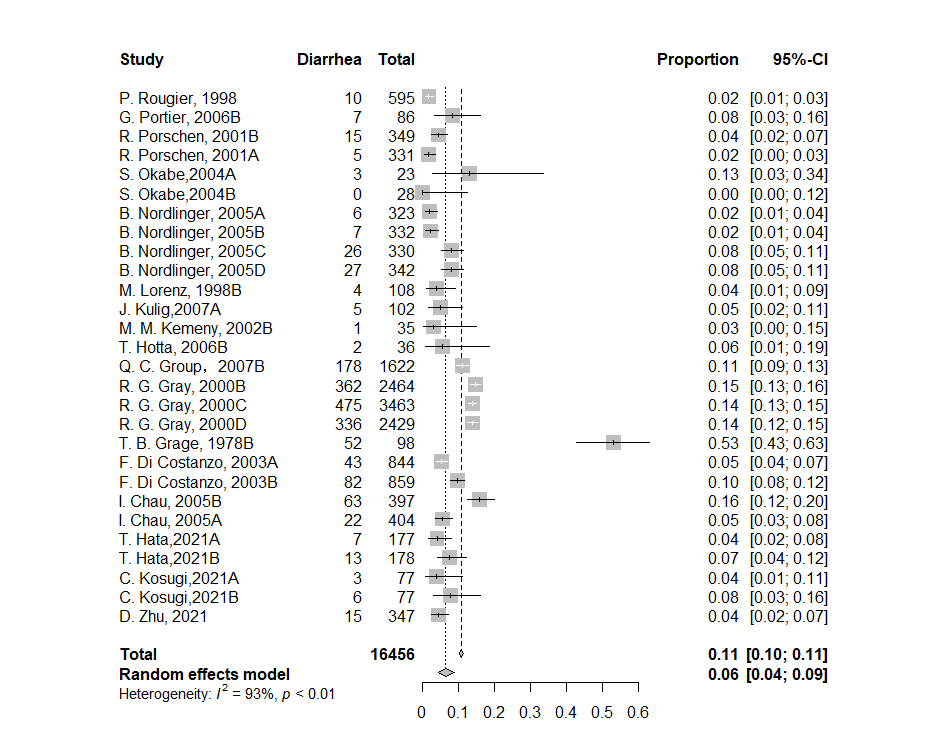 Study Diarrhea Total Proportion 95%-CI
P. Rougier, 1998 10 595 0.02 [0.01; 0.03]
G. Portier, 2006B 7 86 0.08 [0.03; 0.16]
R. Porschen, 2001B 15 349 0.04 [0.02; 0.07]
R. Porschen, 2001A 5 331 0.02 [0.00; 0.03]
S. Okabe,2004A 3 23 0.13 [0.03; 0.34]
S. Okabe,2004B 0 28 0.00 [0.00; 0.12]
B. Nordlinger, 2005A 6 323 0.02 [0.01; 0.04]
B. Nordlinger, 2005B 7 332 0.02 [0.01; 0.04]
B. Nordlinger, 2005C 26 330 0.08 [0.05; 0.11]
B. Nordlinger, 2005D 27 342 0.08 [0.05; 0.11]
M. Lorenz, 1998B 4 108 0.04 [0.01; 0.09]
J. Kulig,2007A 5 102 0.05 [0.02; 0.11]
M. M. Kemeny, 2002B 1 35 0.03 [0.00; 0.15]
T. Hotta, 2006B 2 36 0.06 [0.01; 0.19]
Q. C. Group，2007B 178 1622 0.11 [0.09; 0.13]
R. G. Gray, 2000B 362 2464 0.15 [0.13; 0.16]
R. G. Gray, 2000C 475 3463 0.14 [0.13; 0.15]
R. G. Gray, 2000D 336 2429 0.14 [0.12; 0.15]
T. B. Grage, 1978B 52 98 0.53 [0.43; 0.63]
F. Di Costanzo, 2003A 43 844 0.05 [0.04; 0.07]
F. Di Costanzo, 2003B 82 859 0.10 [0.08; 0.12]
I. Chau, 2005B 63 397 0.16 [0.12; 0.20]
I. Chau, 2005A 22 404 0.05 [0.03; 0.08]
T. Hata,2021A 7 177 0.04 [0.02; 0.08]
T. Hata,2021B 13 178 0.07 [0.04; 0.12]
C. Kosugi,2021A 3 77 0.04 [0.01; 0.11]
C. Kosugi,2021B 6 77 0.08 [0.03; 0.16]
D. Zhu, 2021 15 347 0.04 [0.02; 0.07]
Total 16456 0.11 [0.10; 0.11]
Random effects model 0.06 [0.04; 0.09]
Heterogeneity: I² = 93%, p < 0.01
0 0.1 0.2 0.3 0.4 0.5 0.6